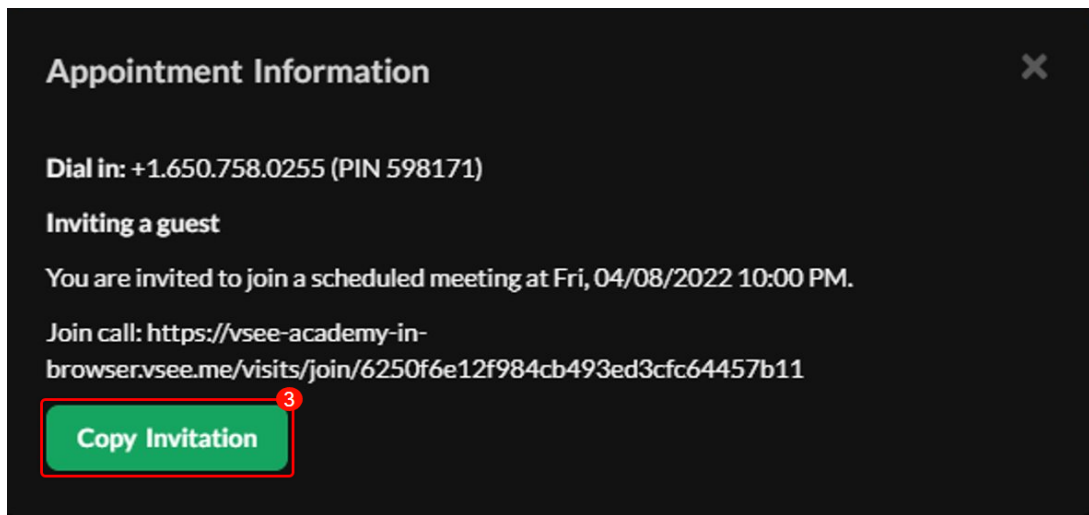 Appointment Information
Dial in: +1.650.758.0255 (PIN 598171)
Inviting a guest
You are invited to join a scheduled meeting at Fri, 04/08/2022 10:00 PM.
Join call: https://vsee-academy-in-
browser.vsee.me/visits/join/6250f6e12f984cb493ed3cfc64457b11
3
Copy Invitation